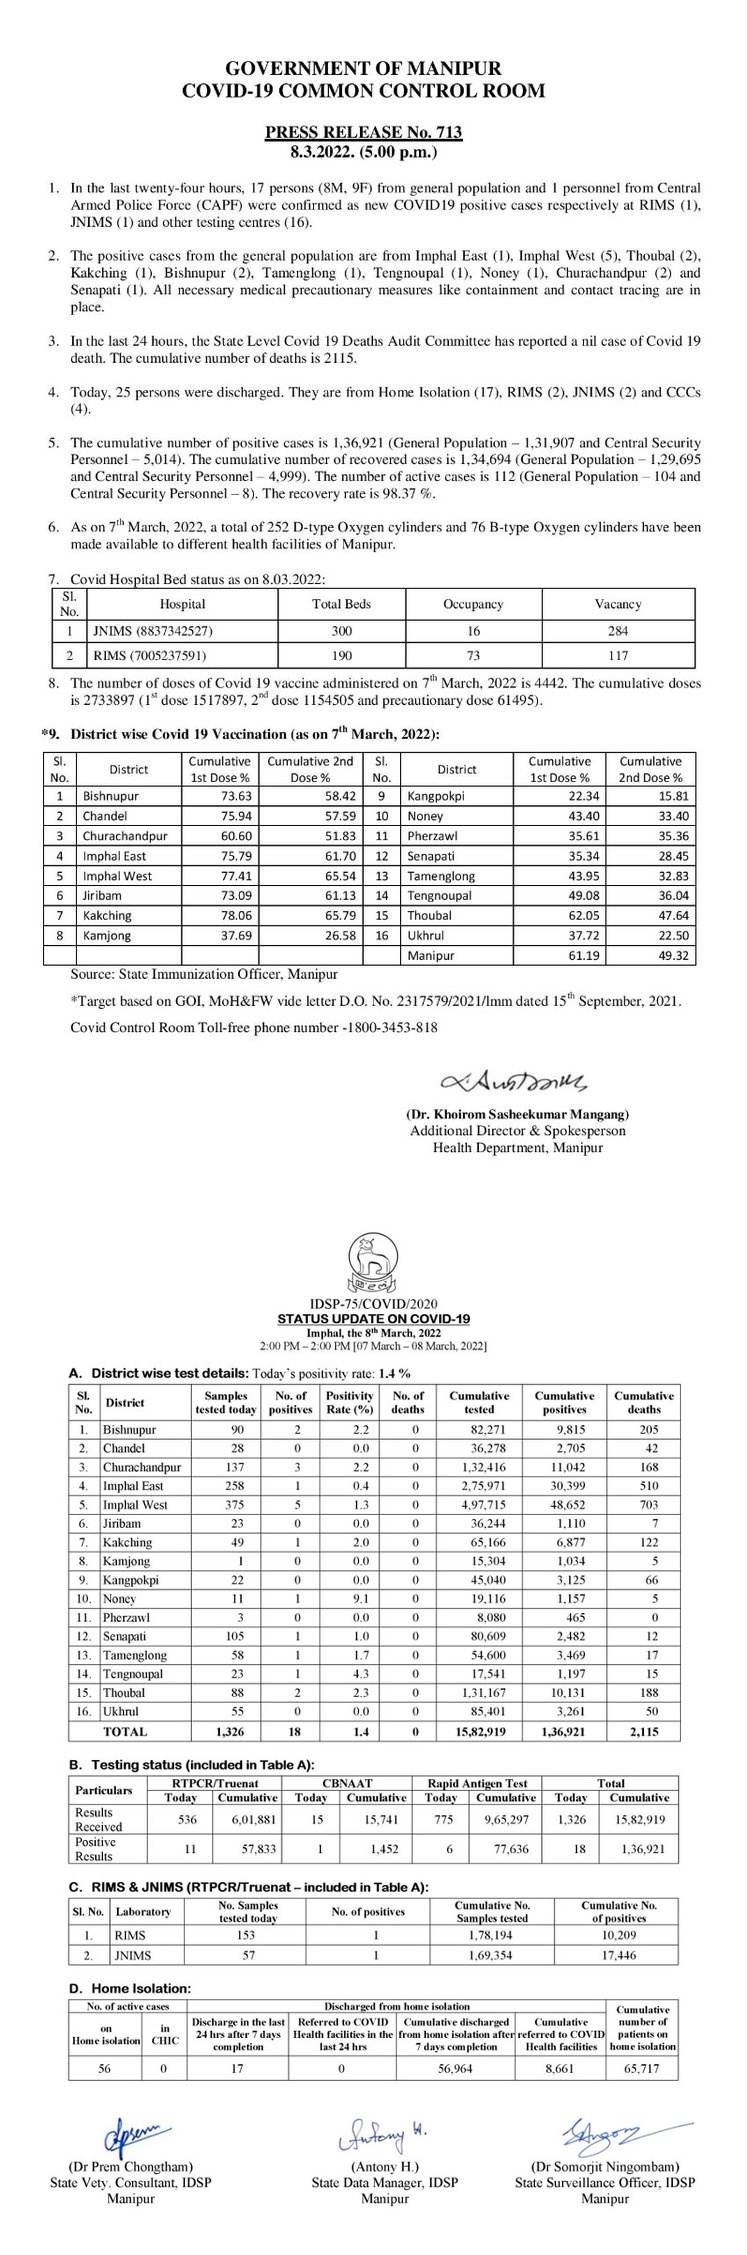 GOVERNMENT OF MANIPUR
COVID-19 COMMON CONTROL ROOM
PRESS RELEASE No. 713
8.3.2022. (5.00 p.m.)
1. In the last twenty-four hours, 17 persons (8M, 9F) from general population and 1 personnel from Central
Armed Police Force (CAPF) were confirmed as new COVID19 positive cases respectively at RIMS (1),
JNIMS (1) and other testing centres (16).
2. The positive cases from the general population are from Imphal East (1), Imphal West (5), Thoubal (2),
Kakching (1), Bishnupur (2), Tamenglong (1), Tengnoupal (1), Noney (1), Churachandpur (2) and
Senapati (1). All necessary medical precautionary measures like containment and contact tracing are in
place.
3. In the last 24 hours, the State Level Covid 19 Deaths Audit Committee has reported a nil case of Covid 19
death. The cumulative number of deaths is 2115.
4. Today, 25 persons were discharged. They are from Home Isolation (17), RIMS (2), JNIMS (2) and CCCs
(4).
5. The cumulative number of positive cases is 1,36,921 (General Population – 1,31,907 and Central Security
Personnel – 5,014). The cumulative number of recovered cases is 1,34,694 (General Population – 1,29,695
and Central Security Personnel – 4,999). The number of active cases is 112 (General Population – 104 and
Central Security Personnel – 8). The recovery rate is 98.37 %.
6. As on 7th March, 2022, a total of 252 D-type Oxygen cylinders and 76 B-type Oxygen cylinders have been
made available to different health facilities of Manipur.
7. Covid Hospital Bed status as on 8.03.2022:
Sl. No. Hospital Total Beds Occupancy Vacancy
1 JNIMS (8837342527) 300 16 284
2 RIMS (7005237591) 190 73 117
8. The number of doses of Covid 19 vaccine administered on 7th March, 2022 is 4442. The cumulative doses
is 2733897 (1st dose 1517897, 2nd dose 1154505 and precautionary dose 61495).
*9. District wise Covid 19 Vaccination (as on 7th March, 2022):
Sl. No. District Cumulative 1st Dose % Cumulative 2nd Dose % Sl. No. District Cumulative 1st Dose % Cumulative 2nd Dose %
1 Bishnupur 73.63 58.42 9 Kangpokpi 22.34 15.81
2 Chandel 75.94 57.59 10 Noney 43.40 33.40
3 Churachandpur 60.60 51.83 11 Pherzawl 35.61 35.36
4 Imphal East 75.79 61.70 12 Senapati 35.34 28.45
5 Imphal West 77.41 65.54 13 Tamenglong 43.95 32.83
6 Jiribam 73.09 61.13 14 Tengnoupal 49.08 36.04
7 Kakching 78.06 65.79 15 Thoubal 62.05 47.64
8 Kamjong 37.69 26.58 16 Ukhrul 37.72 22.50
Manipur 61.19 49.32
Source: State Immunization Officer, Manipur
*Target based on GOI, MoH&FW vide letter D.O. No. 2317579/2021/Imm dated 15th September, 2021.
Covid Control Room Toll-free phone number -1800-3453-818
(Dr. Khoirom Sasheekumar Mangang)
Additional Director & Spokesperson
Health Department, Manipur
IDSP-75/COVID/2020
STATUS UPDATE ON COVID-19
Imphal, the 8th March, 2022
2:00 PM – 2:00 PM [07 March – 08 March, 2022]
A. District wise test details: Today's positivity rate: 1.4 %
Sl. No. District Samples tested today No. of positives Positivity Rate (%) No. of deaths Cumulative tested Cumulative positives Cumulative deaths
1. Bishnupur 90 2 2.2 0 82,271 9,815 205
2. Chandel 28 0 0.0 0 36,278 2,705 42
3. Churachandpur 137 3 2.2 0 1,32,416 11,042 168
4. Imphal East 258 1 0.4 0 2,75,971 30,399 510
5. Imphal West 375 5 1.3 0 4,97,715 48,652 703
6. Jiribam 23 0 0.0 0 36,244 1,110 7
7. Kakching 49 1 2.0 0 65,166 6,877 122
8. Kamjong 1 0 0.0 0 15,304 1,034 5
9. Kangpokpi 22 0 0.0 0 45,040 3,125 66
10. Noney 11 1 9.1 0 19,116 1,157 5
11. Pherzawl 3 0 0.0 0 8,080 465 0
12. Senapati 105 1 1.0 0 80,609 2,482 12
13. Tamenglong 58 1 1.7 0 54,600 3,469 17
14. Tengnoupal 23 1 4.3 0 17,541 1,197 15
15. Thoubal 88 2 2.3 0 1,31,167 10,131 188
16. Ukhrul 55 0 0.0 0 85,401 3,261 50
TOTAL 1,326 18 1.4 0 15,82,919 1,36,921 2,115
B. Testing status (included in Table A):
Particulars RTPCR/Truenat CBNAAT Rapid Antigen Test Total
Today Cumulative Today Cumulative Today Cumulative Today Cumulative
Results Received 536 6,01,881 15 15,741 775 9,65,297 1,326 15,82,919
Positive Results 11 57,833 1 1,452 6 77,636 18 1,36,921
C. RIMS & JNIMS (RTPCR/Truenat – included in Table A):
Sl. No. Laboratory No. Samples tested today No. of positives Cumulative No. Samples tested Cumulative No. of positives
1. RIMS 153 1 1,78,194 10,209
2. JNIMS 57 1 1,69,354 17,446
D. Home Isolation:
No. of active cases Discharged from home isolation Cumulative number of patients on home isolation
on Home isolation in CHIC Discharge in the last 24 hrs after 7 days completion Referred to COVID Health facilities in the last 24 hrs Cumulative discharged from home isolation after 7 days completion Cumulative referred to COVID Health facilities
56 0 17 0 56,964 8,661 65,717
Antony H.
(Dr Prem Chongtham) (Antony H.) (Dr Somorjit Ningombam)
State Vety. Consultant, IDSP State Data Manager, IDSP State Surveillance Officer, IDSP
Manipur Manipur Manipur